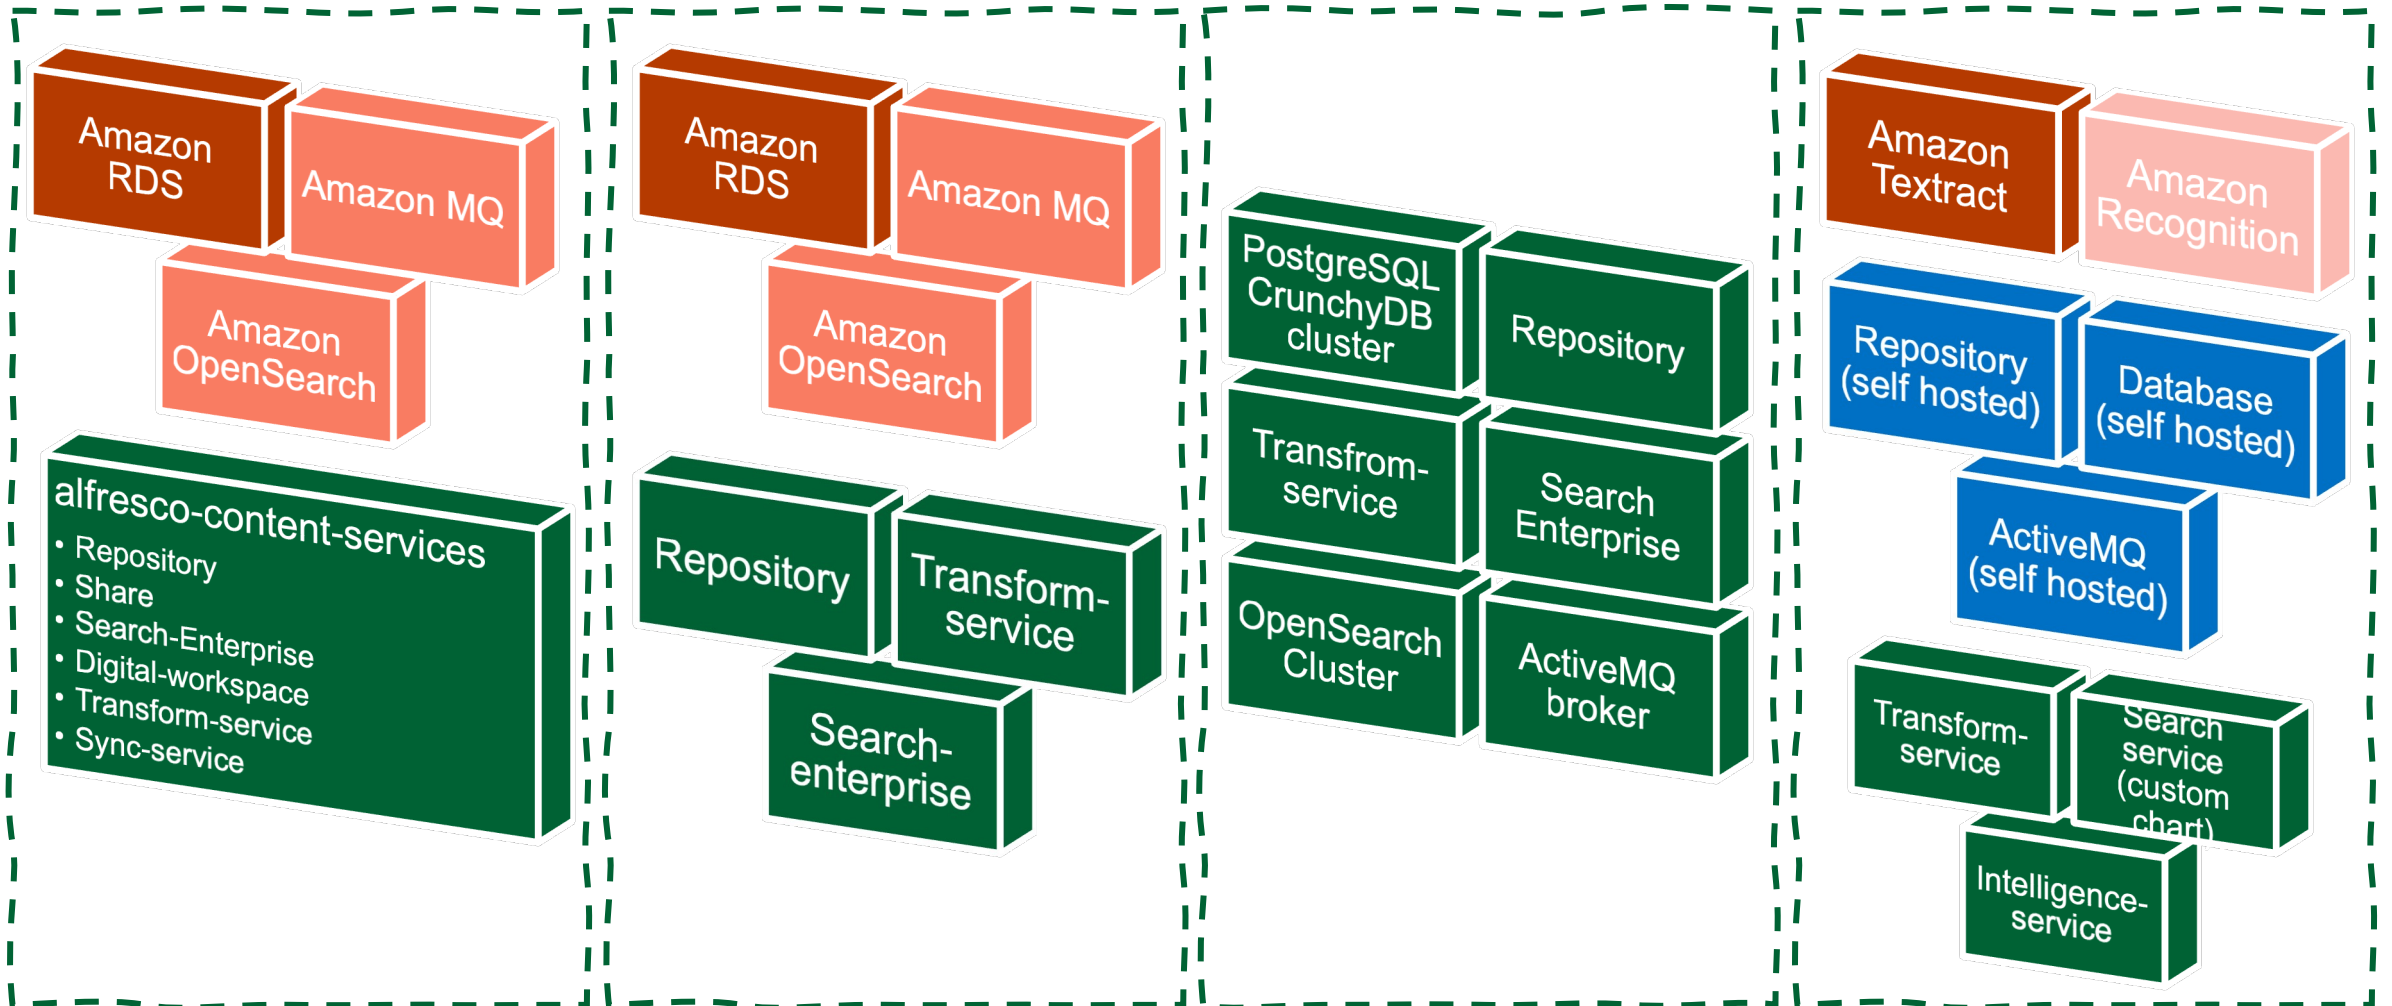 Amazon
RDS
Amazon MQ
Amazon
OpenSearch
alfresco-content-services
• Repository
• Share
• Search-Enterprise
• Digital-workspace
• Transform-service
• Sync-service
Amazon
RDS
Amazon MQ
Amazon
OpenSearch
Repository
Transform-
service
Search-
enterprise
PostgreSQL
CrunchyDB
cluster
Repository
Transfrom-
service
Search
Enterprise
OpenSearch
Cluster
ActiveMQ
broker
Amazon
Textract
Amazon
Recognition
Repository
(self hosted)
Database
(self hosted)
ActiveMQ
(self hosted)
Transform-
service
Search
service
(custom
chart)
Intelligence-
service